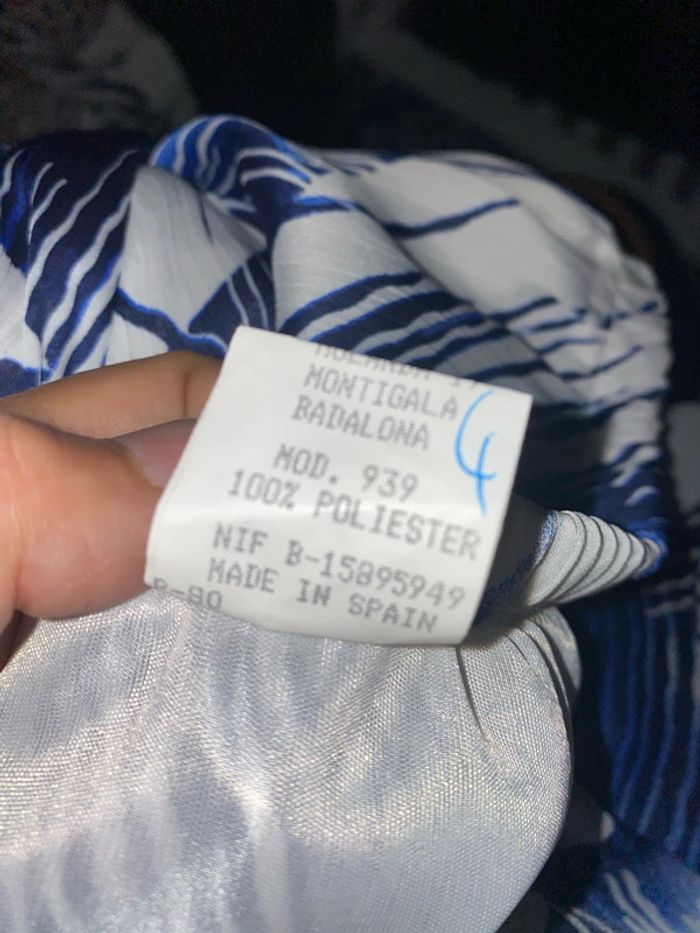 MONTIGALA
BADALONA
MOD. 939
100% POLIESTER
NIF B-15895949
MADE IN SPAIN
4